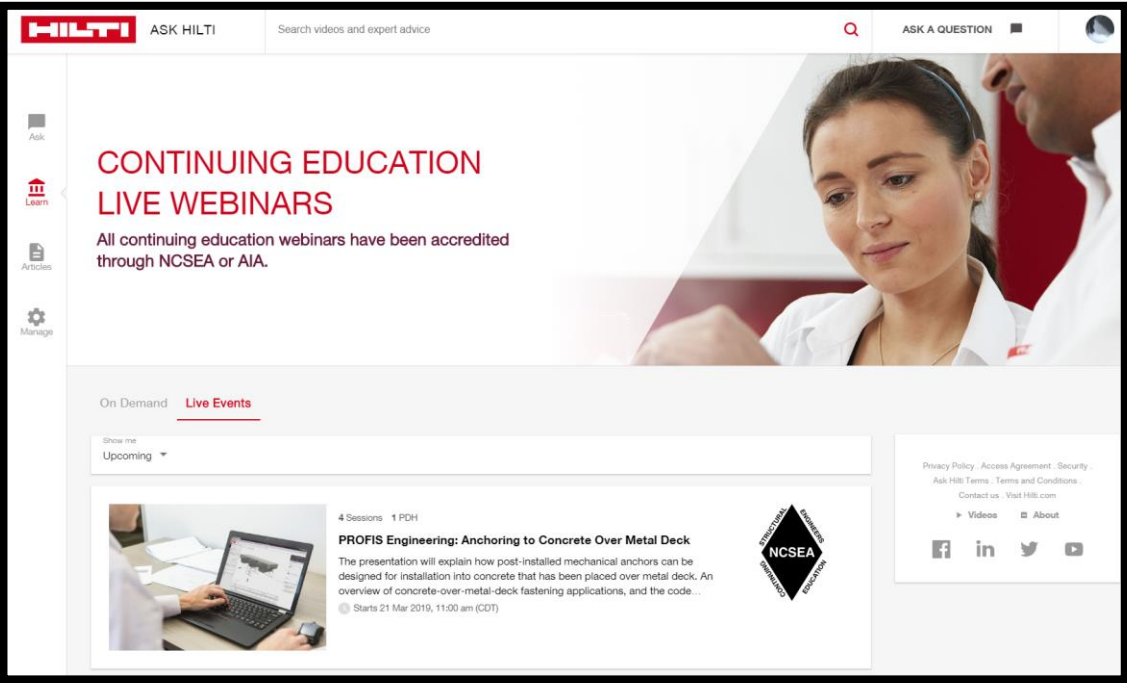 HILTI
ASK HILTI
Search videos and expert advice
ASK A QUESTION
Ask
Learn
Articles
Manage
CONTINUING EDUCATION
LIVE WEBINARS
All continuing education webinars have been accredited
through NCSEA or AIA.
On Demand
Live Events
Show me
Upcoming
4 Sessions 1 PDH
PROFIS Engineering: Anchoring to Concrete Over Metal Deck
The presentation will explain how post-installed mechanical anchors can be
designed for installation into concrete that has been placed over metal deck. An
overview of concrete-over-metal-deck fastening applications, and the code...
Starts 21 Mar 2019, 11:00 am (CDT)
STRUCTURAL
ENGINEERS
NCSEA
CONTINUING
EDUCATION
Privacy Policy . Access Agreement . Security .
Ask Hilti Terms . Terms and Conditions .
Contact us . Visit Hilti.com
Videos
About